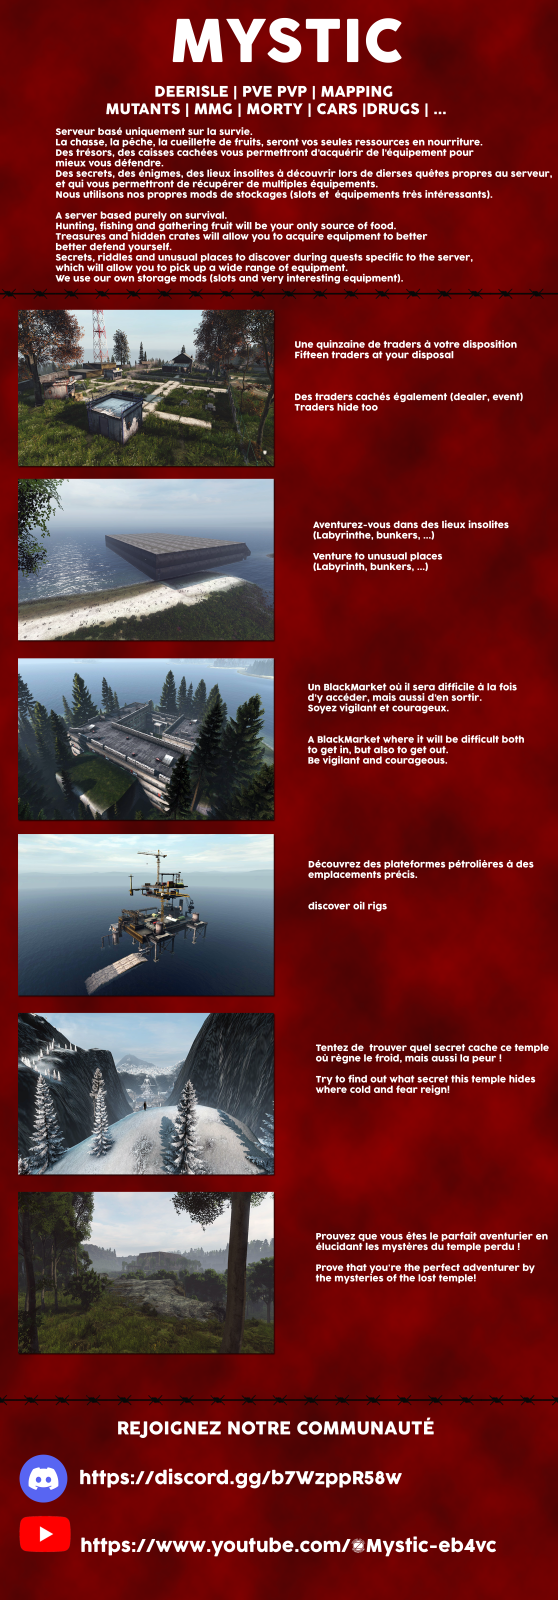 MYSTIC
DEERISLE | PVE PVP | MAPPING
MUTANTS | MMG | MORTY | CARS |DRUGS | ...
Serveur basé uniquement sur la survie.
La chasse, la pêche, la cueillette de fruits, seront vos seules ressources en nourriture.
Des trésors, des caisses cachées vous permettront d'acquérir de l'équipement pour
mieux vous défendre.
Des secrets, des énigmes, des lieux insolites à découvrir lors de dierses quêtes propres au serveur,
et qui vous permettront de récupérer de multiples équipements.
Nous utilisons nos propres mods de stockages (slots et équipements très intéressants).
A server based purely on survival.
Hunting, fishing and gathering fruit will be your only source of food.
Treasures and hidden crates will allow you to acquire equipment to better
better defend yourself.
Secrets, riddles and unusual places to discover during quests specific to the server,
which will allow you to pick up a wide range of equipment.
We use our own storage mods (slots and very interesting equipment).
Une quinzaine de traders à votre disposition
Fifteen traders at your disposal
Des traders cachés également (dealer, event)
Traders hide too
Aventurez-vous dans des lieux insolites
(Labyrinthe, bunkers, ...)
Venture to unusual places
(Labyrinth, bunkers, ...)
Un BlackMarket où il sera difficile à la fois
d'y accéder, mais aussi d'en sortir.
Soyez vigilant et courageux.
A BlackMarket where it will be difficult both
to get in, but also to get out.
Be vigilant and courageous.
Découvrez des plateformes pétrolières à des
emplacements précis.
discover oil rigs
Tentez de trouver quel secret cache ce temple
où règne le froid, mais aussi la peur !
Try to find out what secret this temple hides
where cold and fear reign!
Prouvez que vous êtes le parfait aventurier en
élucidant les mystères du temple perdu !
Prove that you're the perfect adventurer by
the mysteries of the lost temple!
REJOIGNEZ NOTRE COMMUNAUTÉ
https://discord.gg/b7WzppR58w
https://www.youtube.com/@Mystic-eb4vc